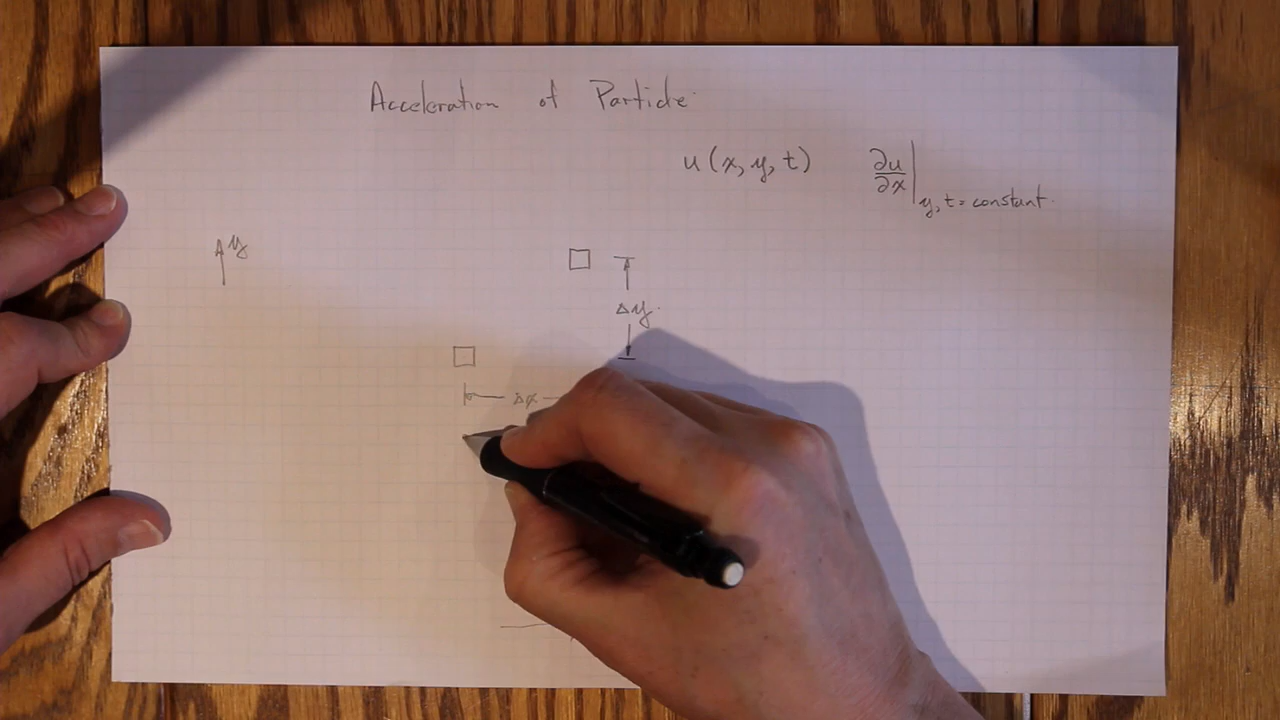 Acceleration of Particle
u(x, y, t) ∂u/∂x |y, t = constant.
y
Δy
Δx